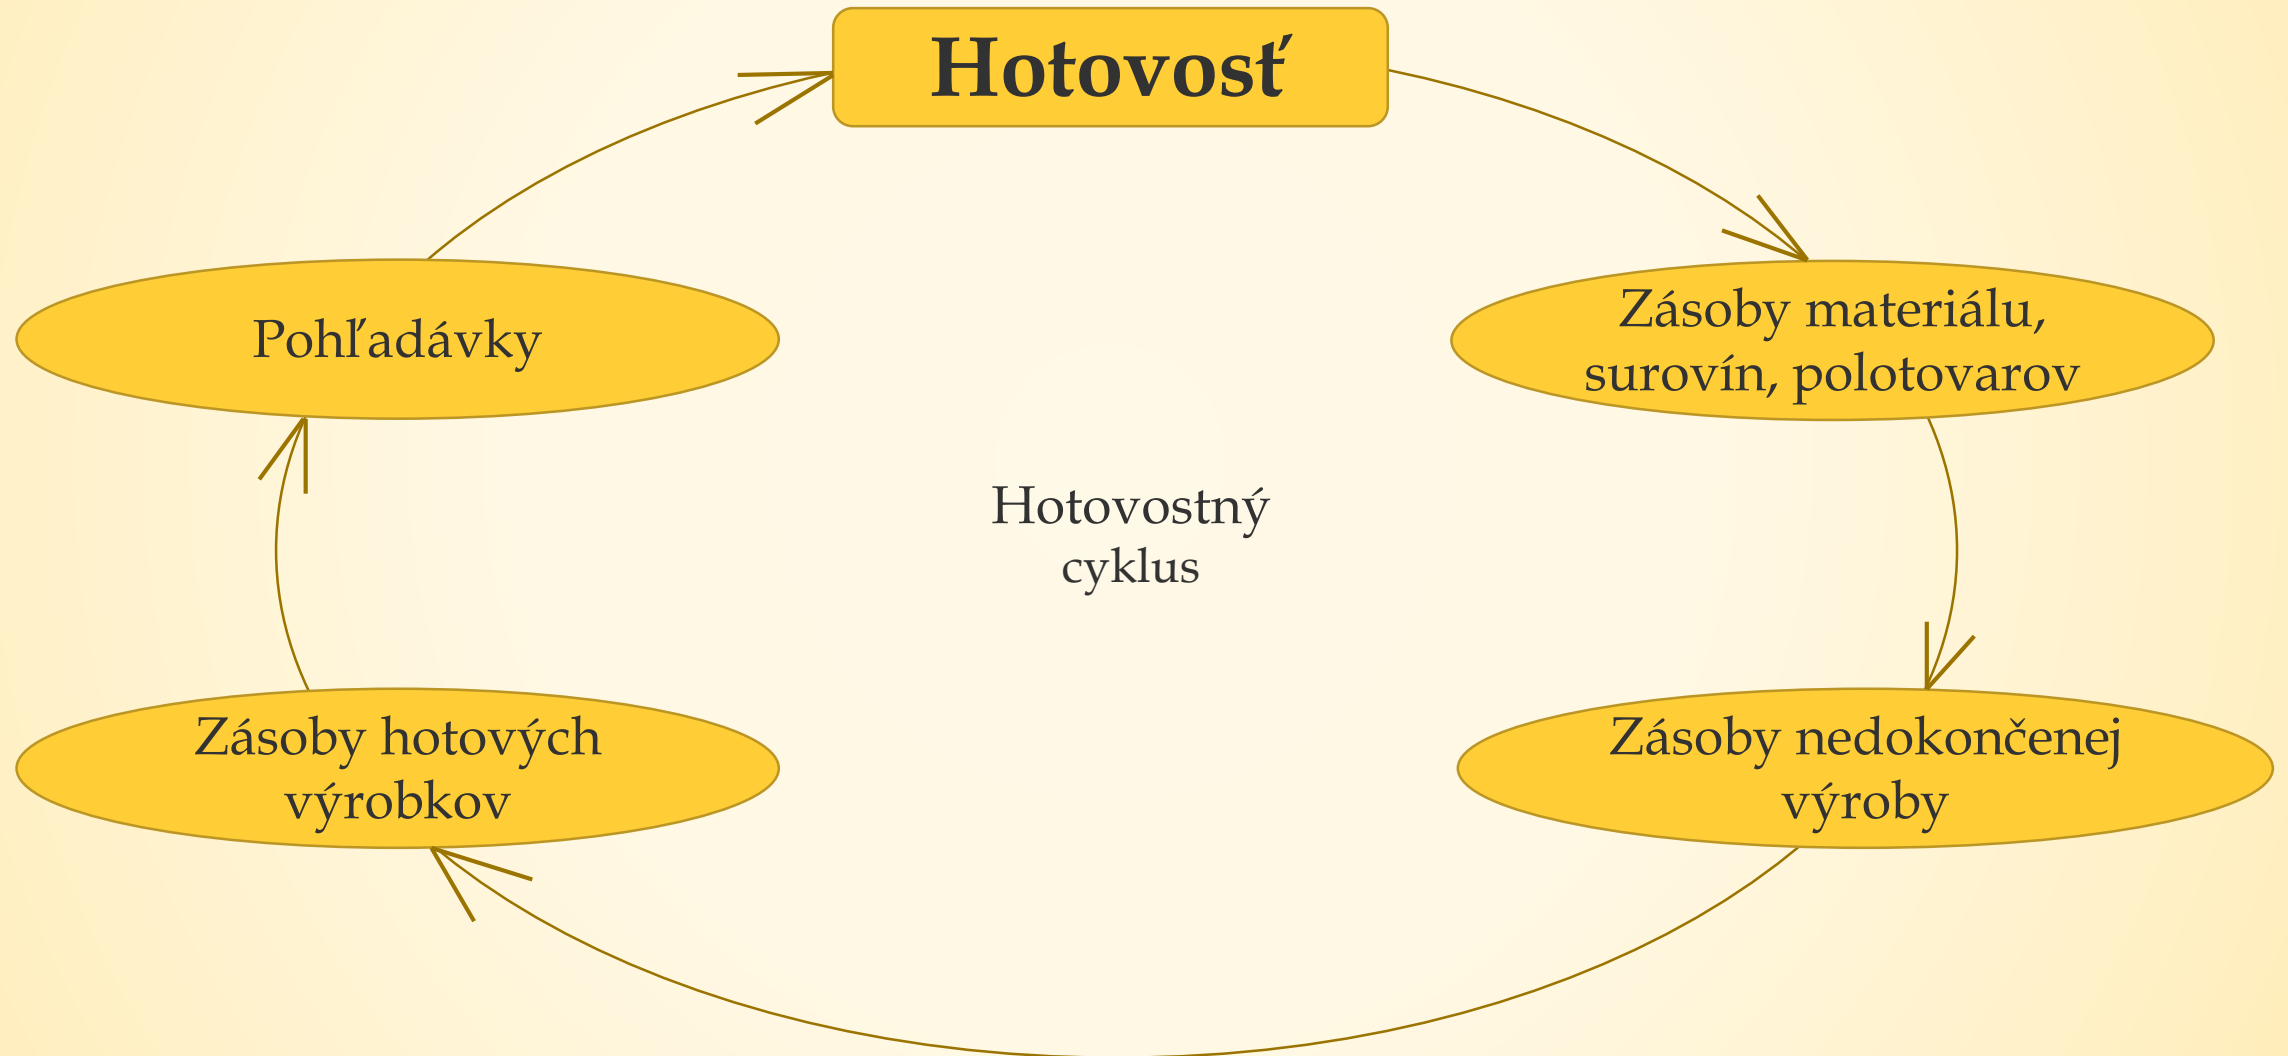 Hotovosť
Zásoby materiálu,
surovín, polotovarov
Zásoby nedokončenej
výroby
Zásoby hotových
výrobkov
Pohľadávky
Hotovostný
cyklus